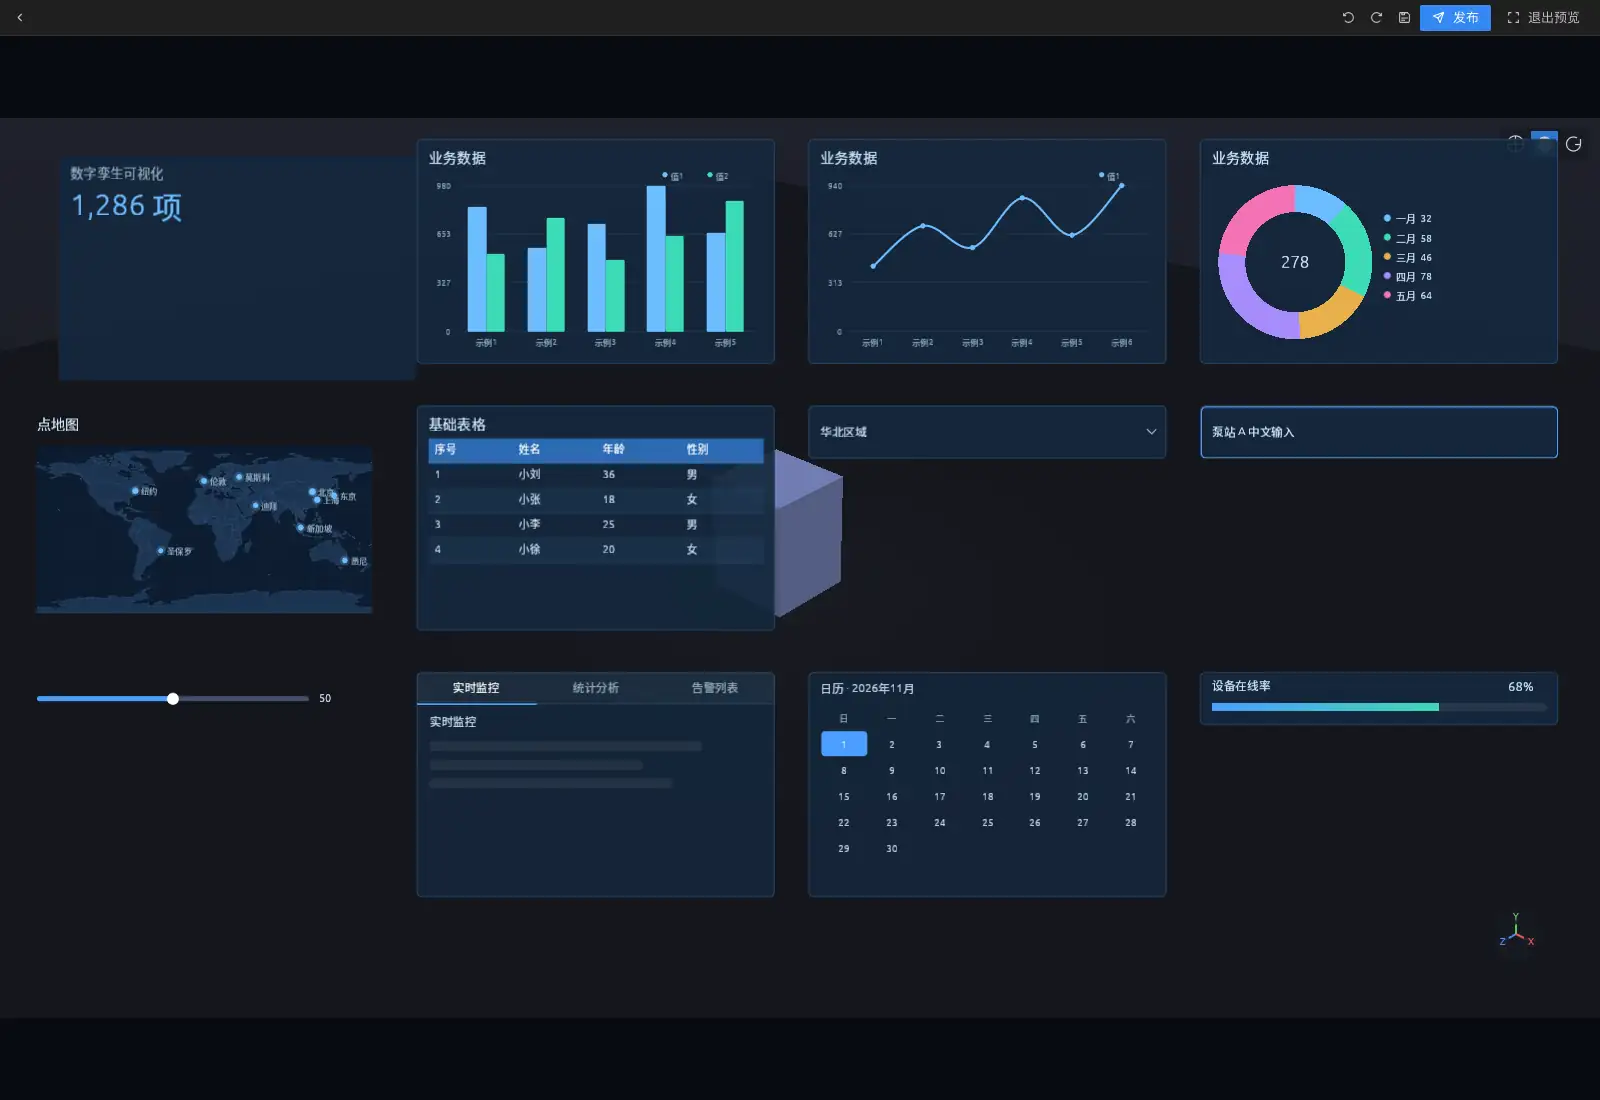 发布 退出预览
数字孪生可视化
1,286 项
业务数据
值1 值2
980
653
327
0
示例1 示例2 示例3 示例4 示例5
业务数据
值1
940
627
313
0
示例1 示例2 示例3 示例4 示例5 示例6
业务数据
278
一月 32
二月 58
三月 46
四月 78
五月 64
点地图
伦敦 莫斯科
纽约 北京 东京
上海
迪拜
新加坡
圣保罗
悉尼
基础表格
序号 姓名 年龄 性别
1 小刘 36 男
2 小张 18 女
3 小李 25 男
4 小徐 20 女
华北区域
泵站 A 中文输入
50
实时监控 统计分析 告警列表
实时监控
日历 · 2026年11月
日 一 二 三 四 五 六
1 2 3 4 5 6 7
8 9 10 11 12 13 14
15 16 17 18 19 20 21
22 23 24 25 26 27 28
29 30
设备在线率 68%
Y
Z X